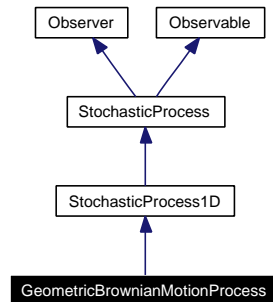 Observer
Observable
StochasticProcess
StochasticProcess1D
GeometricBrownianMotionProcess